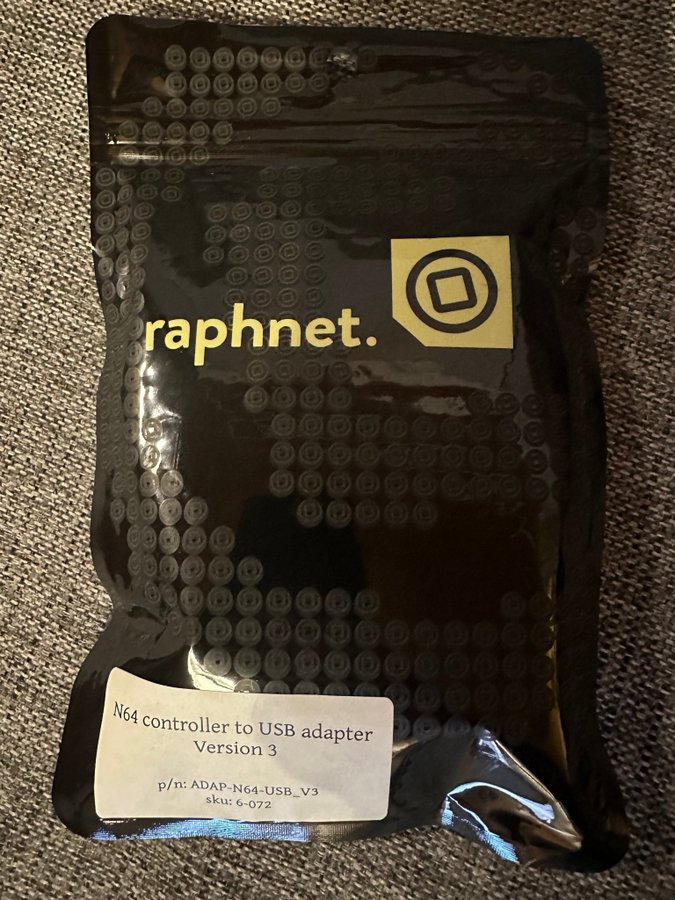 raphnet.
N64 controller to USB adapter
Version 3
p/n: ADAP-N64-USB_V3
sku: 6-072